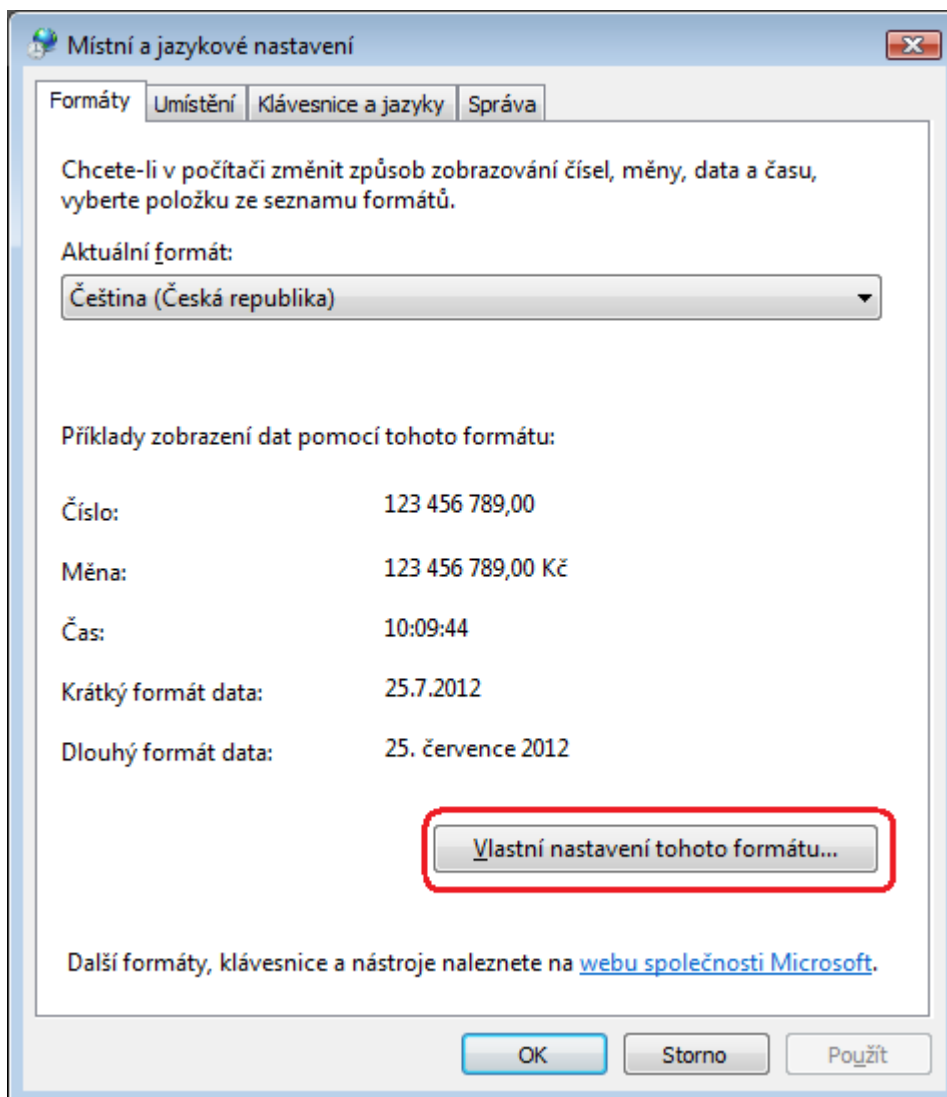 Místní a jazykové nastavení
Formáty Umístění Klávesnice a jazyky Správa
Chcete-li v počítači změnit způsob zobrazování čísel, měny, data a času,
vyberte položku ze seznamu formátů.
Aktuální formát:
Čeština (Česká republika)
Příklady zobrazení dat pomocí tohoto formátu:
Číslo: 123 456 789,00
Měna: 123 456 789,00 Kč
Čas: 10:09:44
Krátký formát data: 25.7.2012
Dlouhý formát data: 25. července 2012
Vlastní nastavení tohoto formátu...
Další formáty, klávesnice a nástroje naleznete na webu společnosti Microsoft.
OK Storno Použít